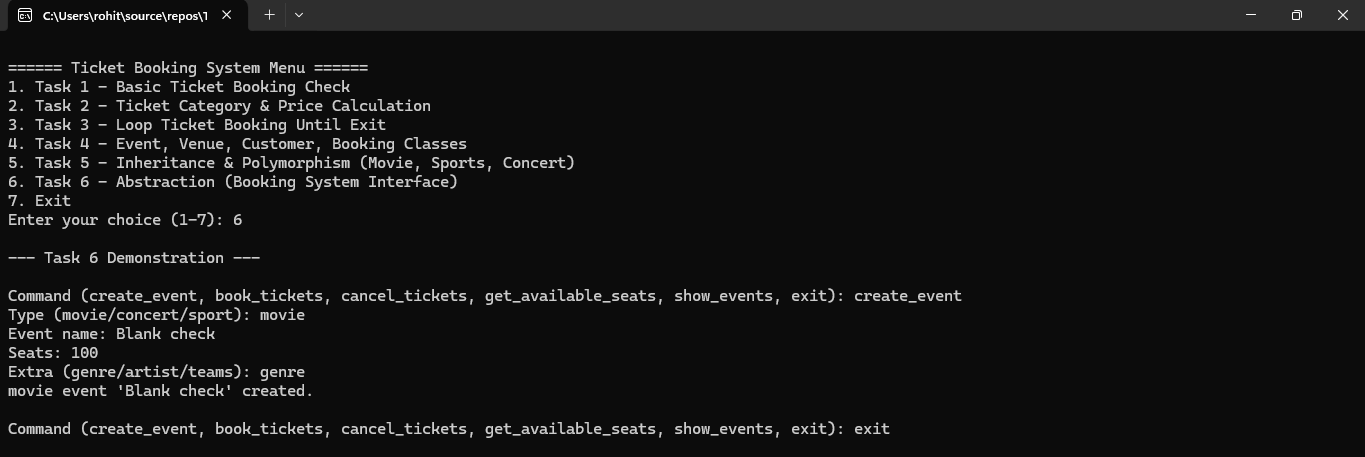 C:\Users\rohit\source\repos\T
====== Ticket Booking System Menu ======
1. Task 1 - Basic Ticket Booking Check
2. Task 2 - Ticket Category & Price Calculation
3. Task 3 - Loop Ticket Booking Until Exit
4. Task 4 - Event, Venue, Customer, Booking Classes
5. Task 5 - Inheritance & Polymorphism (Movie, Sports, Concert)
6. Task 6 - Abstraction (Booking System Interface)
7. Exit
Enter your choice (1-7): 6
--- Task 6 Demonstration ---
Command (create_event, book_tickets, cancel_tickets, get_available_seats, show_events, exit): create_event
Type (movie/concert/sport): movie
Event name: Blank check
Seats: 100
Extra (genre/artist/teams): genre
movie event 'Blank check' created.
Command (create_event, book_tickets, cancel_tickets, get_available_seats, show_events, exit): exit